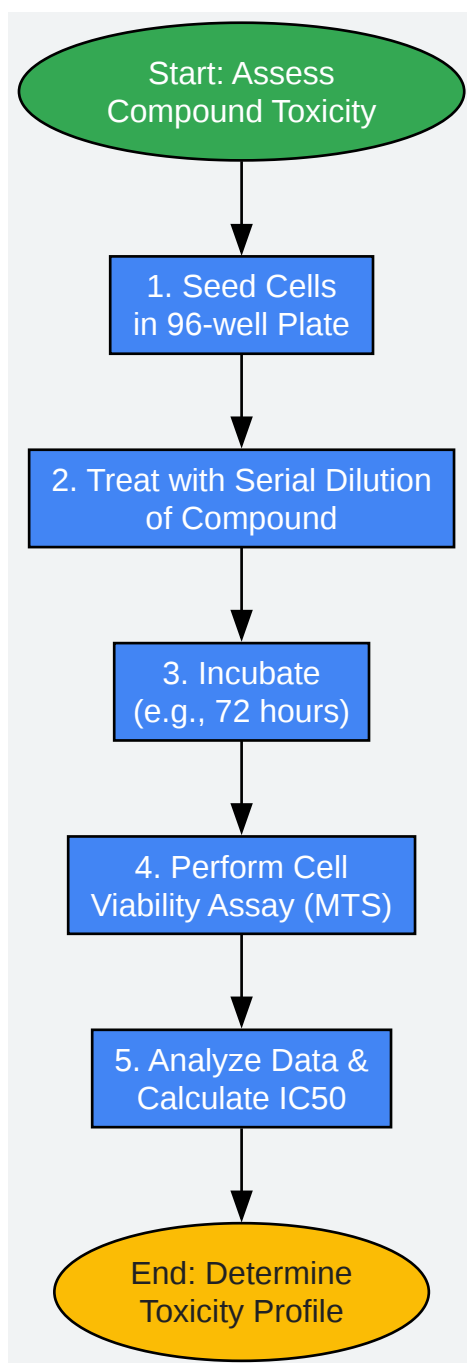 Start: Assess
Compound Toxicity
1. Seed Cells
in 96-well Plate
2. Treat with Serial Dilution
of Compound
3. Incubate
(e.g., 72 hours)
4. Perform Cell
Viability Assay (MTS)
5. Analyze Data &
Calculate IC50
End: Determine
Toxicity Profile